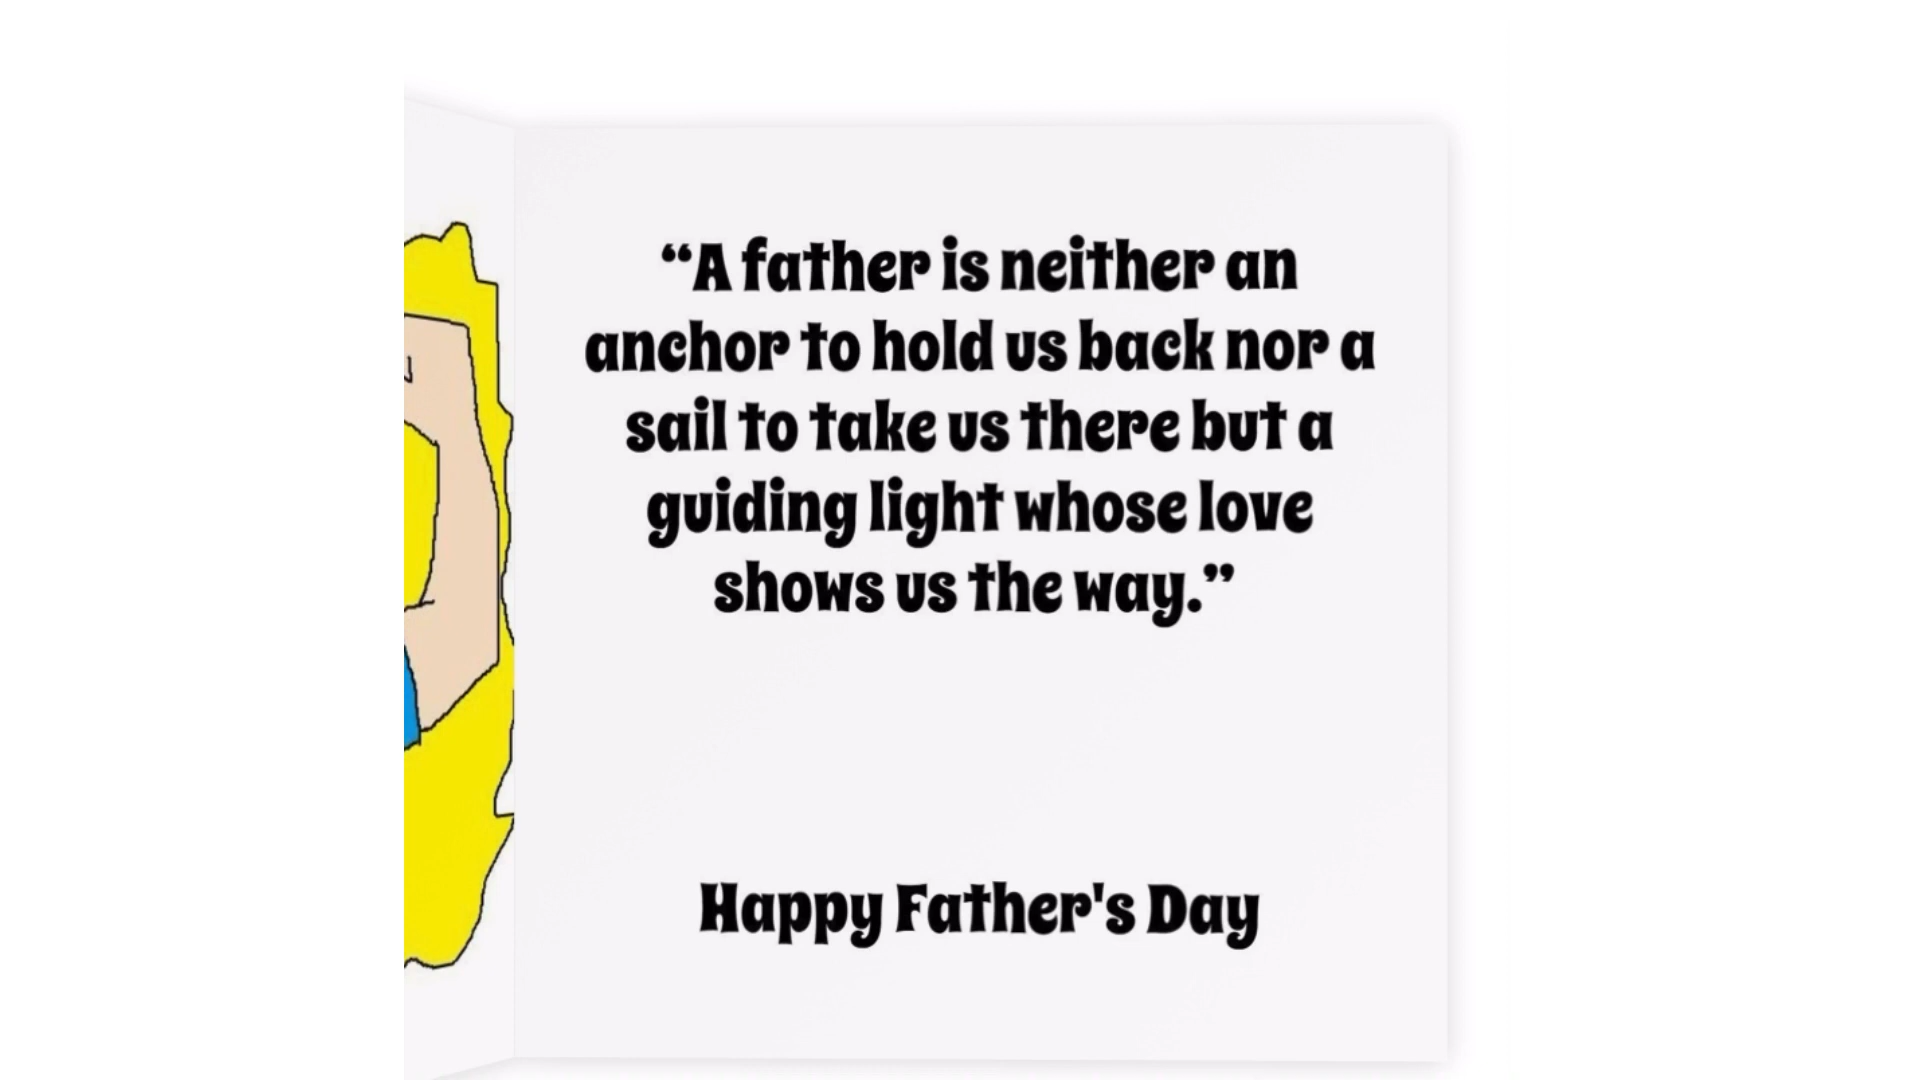 “A father is neither an
anchor to hold us back nor a
sail to take us there but a
guiding light whose love
shows us the way.”
Happy Father's Day